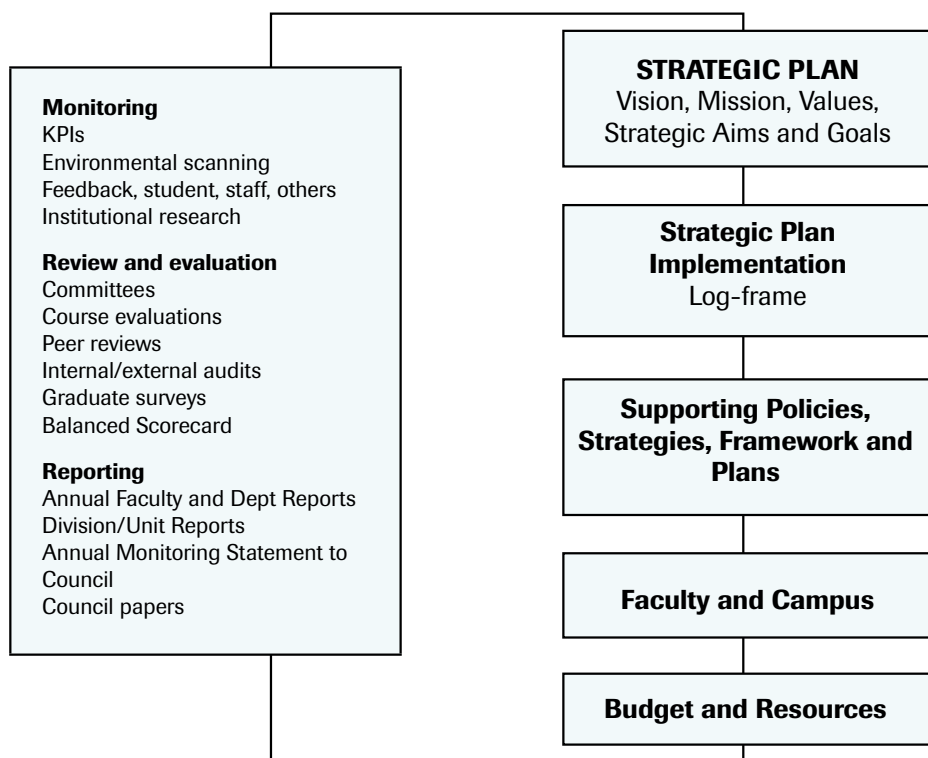 Monitoring
KPIs
Environmental scanning
Feedback, student, staff, others
Institutional research
Review and evaluation
Committees
Course evaluations
Peer reviews
Internal/external audits
Graduate surveys
Balanced Scorecard
Reporting
Annual Faculty and Dept Reports
Division/Unit Reports
Annual Monitoring Statement to
Council
Council papers
STRATEGIC PLAN
Vision, Mission, Values,
Strategic Aims and Goals
Strategic Plan
Implementation
Log-frame
Supporting Policies,
Strategies, Framework and
Plans
Faculty and Campus
Budget and Resources